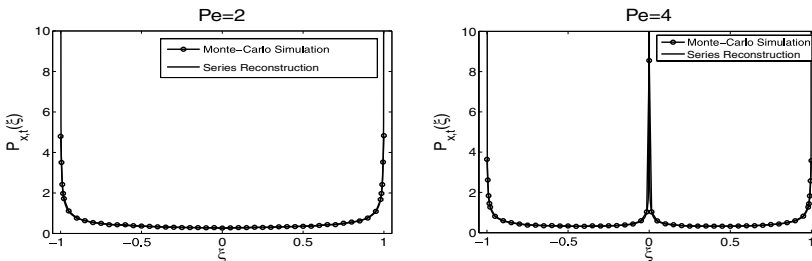 Pe=2
10
8
6
4
2
0
−1
−0.5
0
0.5
1
ξ
P_{x,t}(ξ)
Monte−Carlo Simulation
Series Reconstruction
Pe=4
10
8
6
4
2
0
−1
−0.5
0
0.5
1
ξ
P_{x,t}(ξ)
Monte−Carlo Simulation
Series Reconstruction